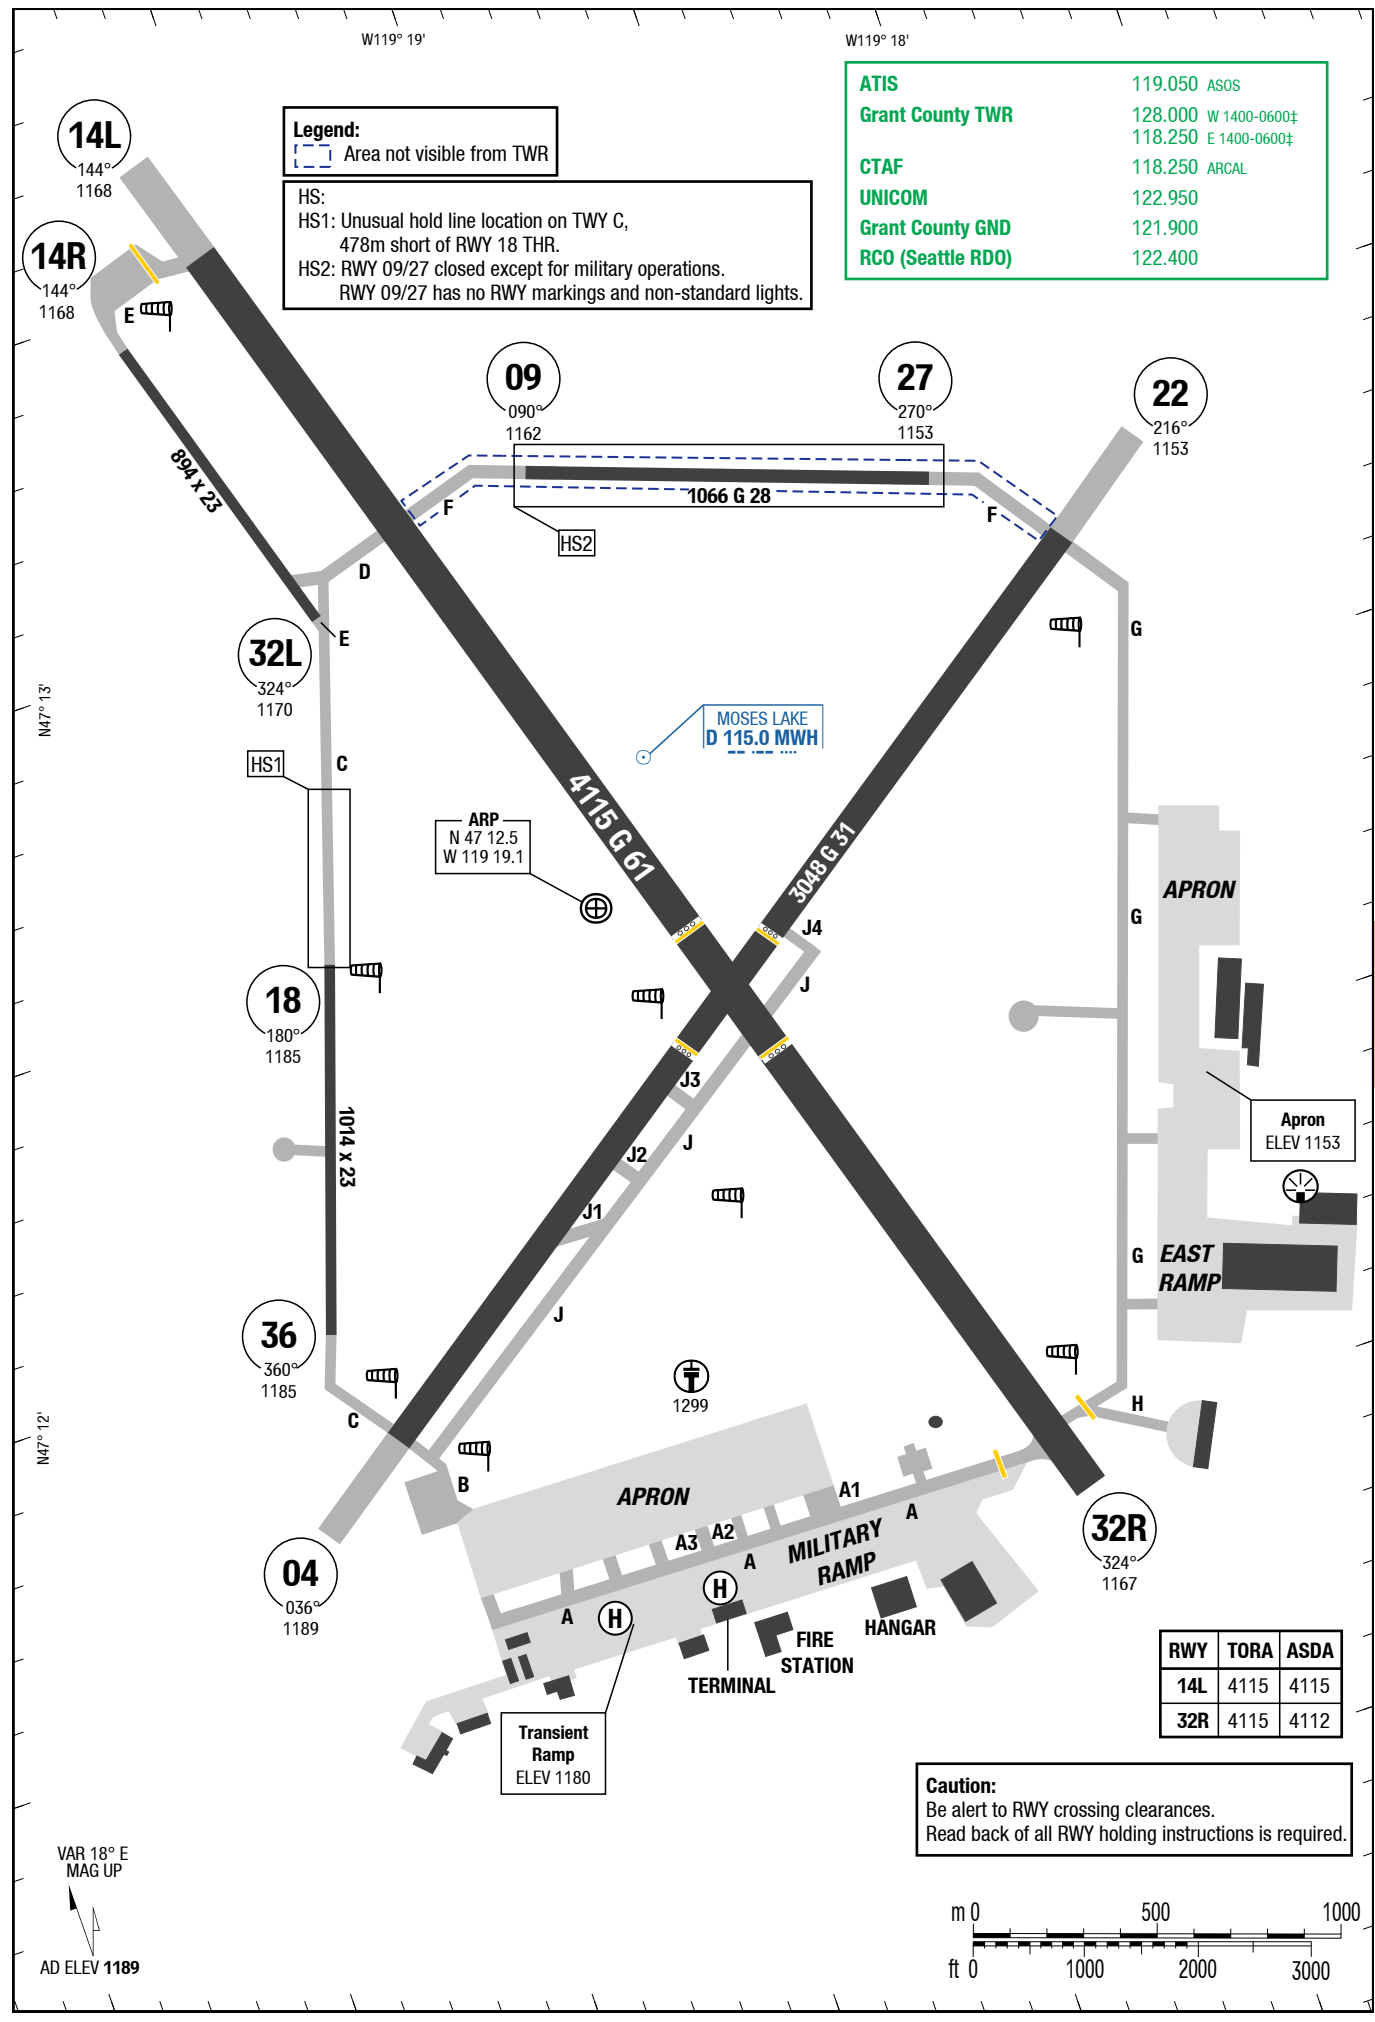 W119° 19'
W119° 18'
ATIS 119.050 ASOS
Grant County TWR 128.000 W 1400-0600‡
118.250 E 1400-0600‡
CTAF 118.250 ARCAL
UNICOM 122.950
Grant County GND 121.900
RCO (Seattle RDO) 122.400
Legend:
Area not visible from TWR
HS:
HS1: Unusual hold line location on TWY C,
478m short of RWY 18 THR.
HS2: RWY 09/27 closed except for military operations.
RWY 09/27 has no RWY markings and non-standard lights.
14L
144°
1168
14R
144°
1168
E
09
090°
1162
27
270°
1153
22
216°
1153
894 x 23
1066 G 28
F
F
HS2
D
E
G
32L
324°
1170
N47° 13'
MOSES LAKE
D 115.0 MWH
HS1
C
4115 G 61
3048 G 31
ARP
N 47 12.5
W 119 19.1
APRON
G
J4
J
18
180°
1185
J3
1014 x 23
J
J2
Apron
ELEV 1153
J1
G
EAST
RAMP
J
36
360°
1185
1299
C
H
N47° 12'
B
APRON
A1
A
A3
A2
A
MILITARY
RAMP
32R
324°
1167
04
036°
1189
A
H
H
HANGAR
FIRE
STATION
TERMINAL
Transient
Ramp
ELEV 1180
RWY TORA ASDA
14L 4115 4115
32R 4115 4112
Caution:
Be alert to RWY crossing clearances.
Read back of all RWY holding instructions is required.
VAR 18° E
MAG UP
AD ELEV 1189
m 0 500 1000
ft 0 1000 2000 3000